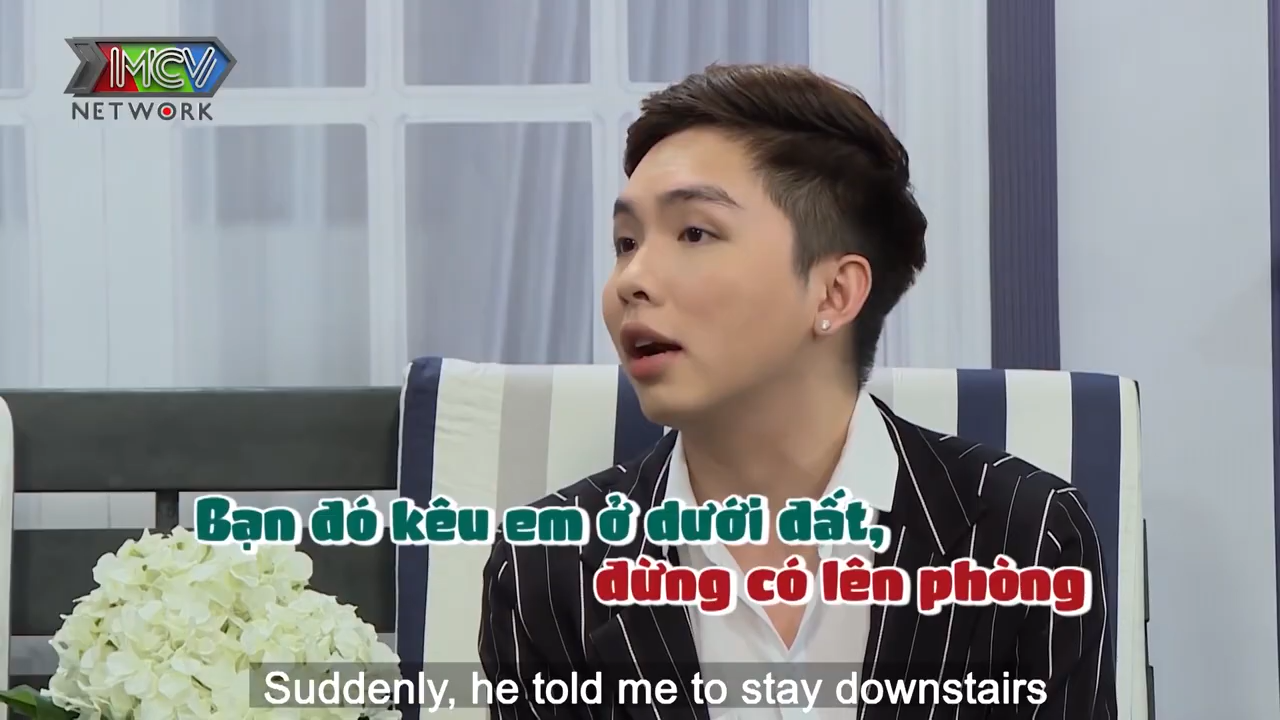 MCV
NETWORK
Bạn đó kêu em ở dưới đất,
đừng có lên phòng
Suddenly, he told me to stay downstairs